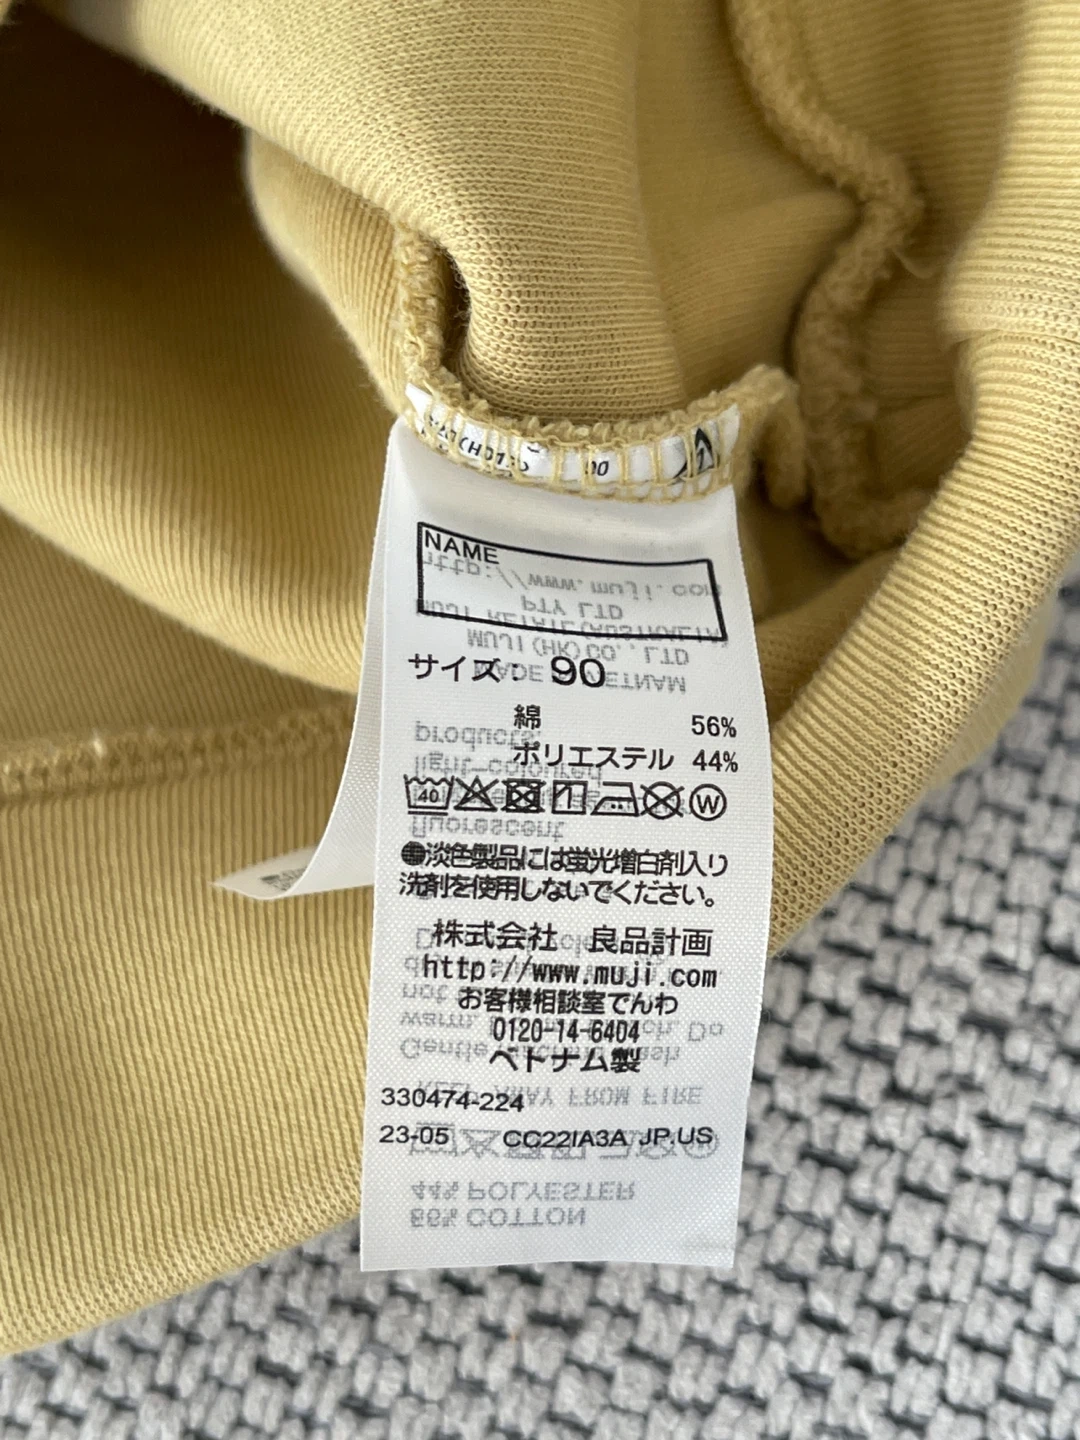 90
NAME
サイズ： 90
綿 56%
ポリエステル 44%
40
W
●淡色製品には蛍光増白剤入り
洗剤を使用しないでください。
株式会社 良品計画
http://www.muji.com
お客様相談室でんわ
0120-14-6404
ベトナム製
330474-224
23-05 CC22IA3A JP,US